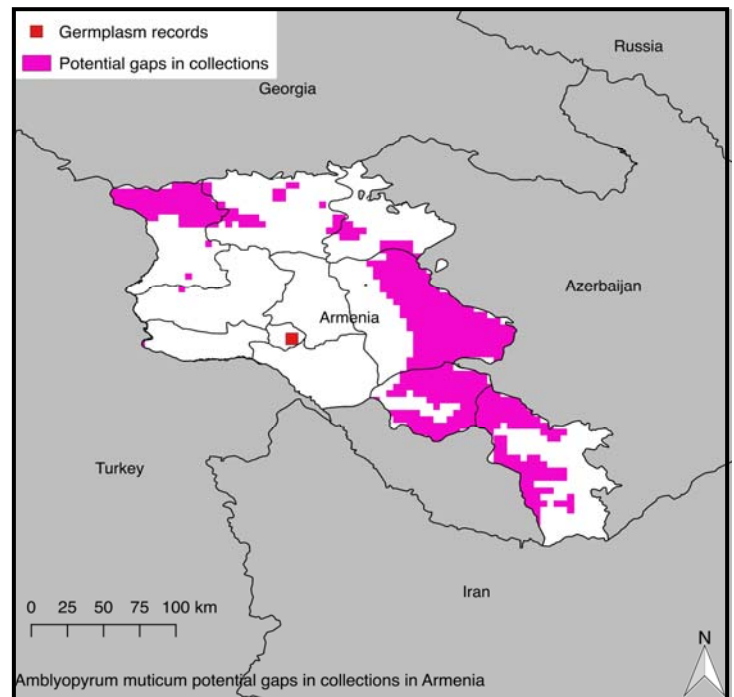 Germplasm records
Potential gaps in collections
Russia
Georgia
Azerbaijan
Armenia
Turkey
Iran
0 25 50 75 100 km
N
Amblyopyrum muticum potential gaps in collections in Armenia